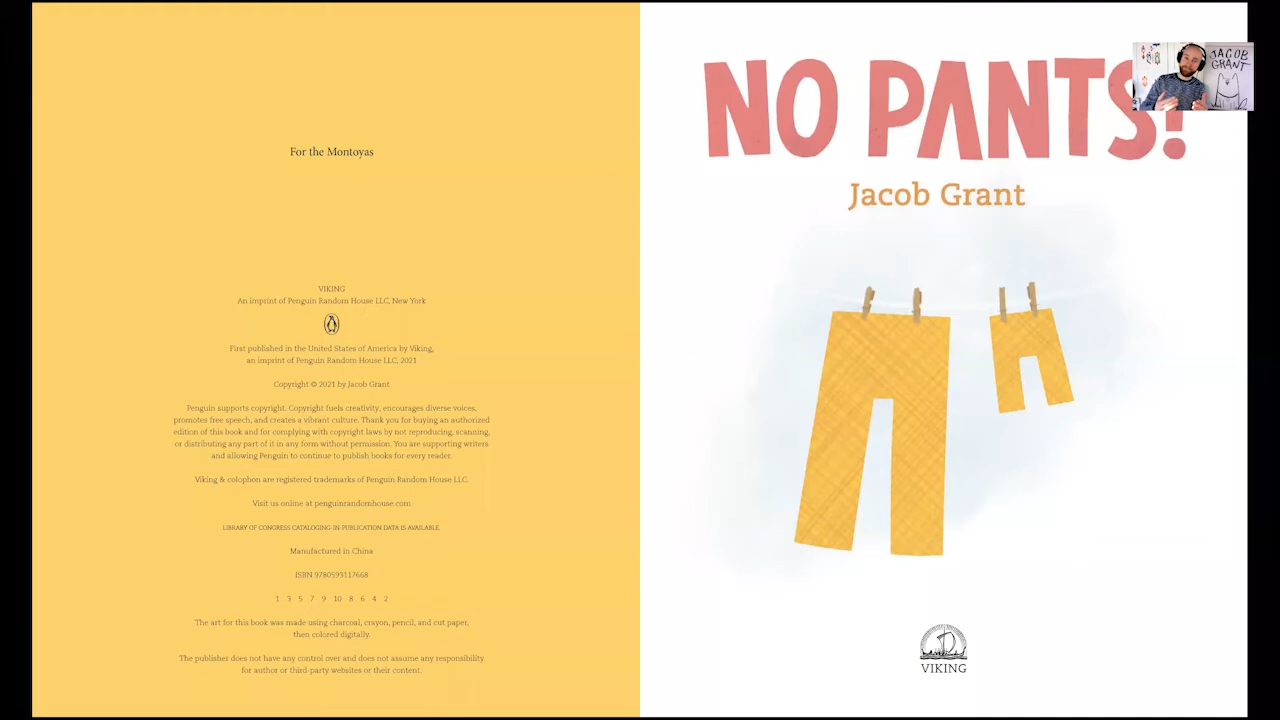 For the Montoyas
VIKING
An imprint of Penguin Random House LLC, New York
First published in the United States of America by Viking,
an imprint of Penguin Random House LLC, 2021
Copyright © 2021 by Jacob Grant
Penguin supports copyright. Copyright fuels creativity, encourages diverse voices,
promotes free speech, and creates a vibrant culture. Thank you for buying an authorized
edition of this book and for complying with copyright laws by not reproducing, scanning,
or distributing any part of it in any form without permission. You are supporting writers
and allowing Penguin to continue to publish books for every reader.
Viking & colophon are registered trademarks of Penguin Random House LLC.
Visit us online at penguinrandomhouse.com
LIBRARY OF CONGRESS CATALOGING-IN-PUBLICATION DATA IS AVAILABLE.
Manufactured in China
ISBN 9780593117668
1 3 5 7 9 10 8 6 4 2
The art for this book was made using charcoal, crayon, pencil, and cut paper,
then colored digitally.
The publisher does not have any control over and does not assume any responsibility
for author or third-party websites or their content.
NO PANTS!
Jacob Grant
VIKING
JACOB
GRANT